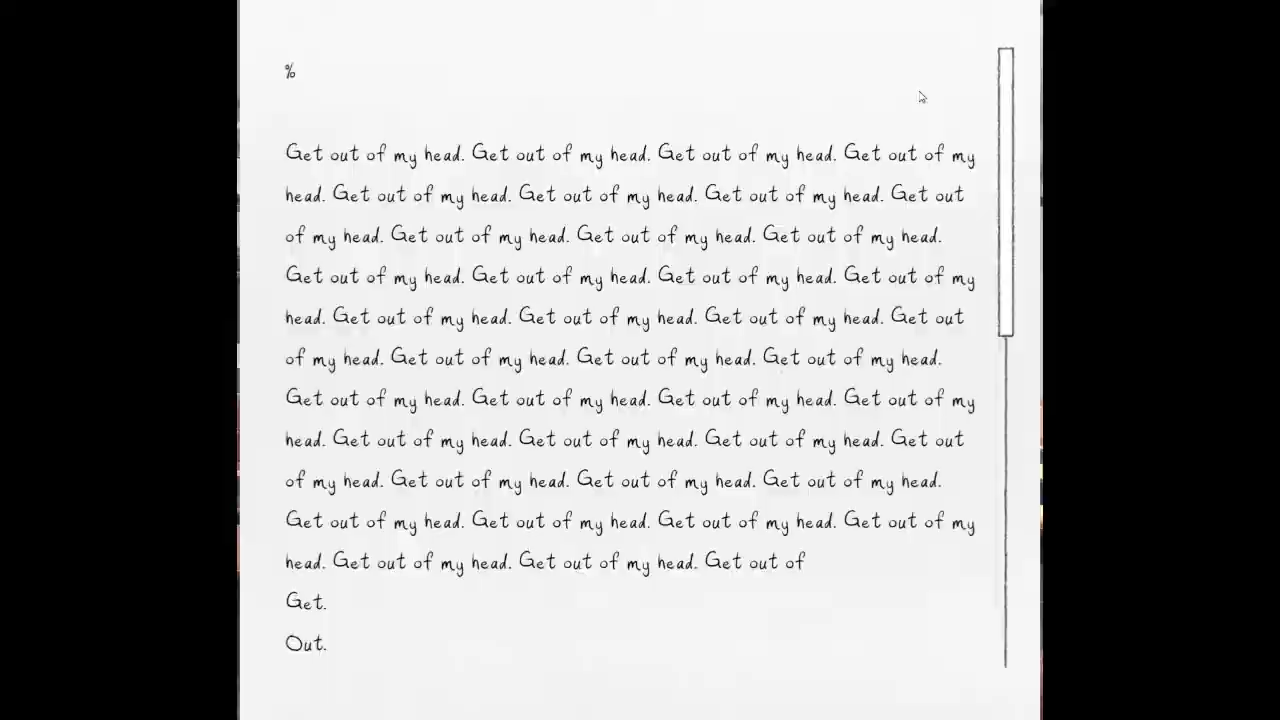 %
Get out of my head. Get out of my head. Get out of my head. Get out of my
head. Get out of my head. Get out of my head. Get out of my head. Get out
of my head. Get out of my head. Get out of my head. Get out of my head.
Get out of my head. Get out of my head. Get out of my head. Get out of my
head. Get out of my head. Get out of my head. Get out of my head. Get out
of my head. Get out of my head. Get out of my head. Get out of my head.
Get out of my head. Get out of my head. Get out of my head. Get out of my
head. Get out of my head. Get out of my head. Get out of my head. Get out
of my head. Get out of my head. Get out of my head. Get out of my head.
Get out of my head. Get out of my head. Get out of my head. Get out of my
head. Get out of my head. Get out of my head. Get out of
Get.
Out.